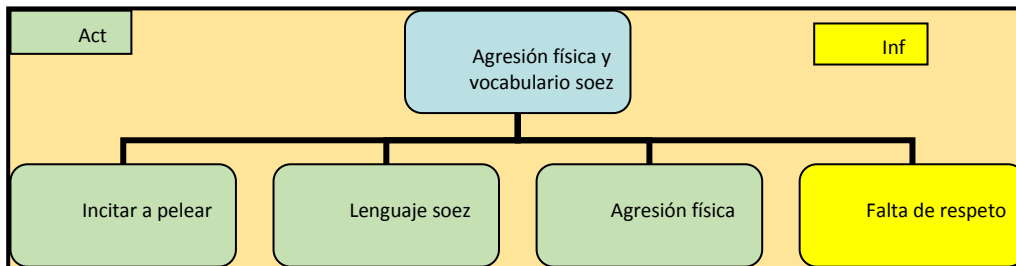 Act
Inf
Agresión física y
vocabulario soez
Incitar a pelear
Lenguaje soez
Agresión física
Falta de respeto